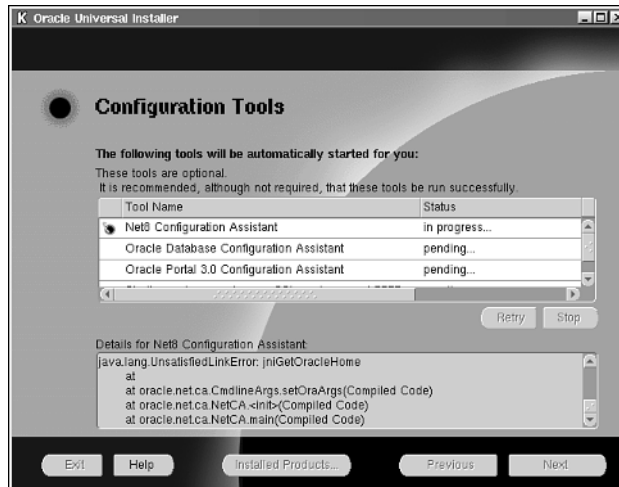 K Oracle Universal Installer
Configuration Tools
The following tools will be automatically started for you:
These tools are optional.
It is recommended, although not required, that these tools be run successfully.
Tool Name Status
Net8 Configuration Assistant in progress...
Oracle Database Configuration Assistant pending...
Oracle Portal 3.0 Configuration Assistant pending...
Retry Stop
Details for Net8 Configuration Assistant:
java.lang.UnsatisfiedLinkError: jniGetOracleHome
at
at oracle.net.ca.CmdlineArgs.setOraArgs(Compiled Code)
at oracle.net.ca.NetCA.<init>(Compiled Code)
at oracle.net.ca.NetCA.main(Compiled Code)
Exit Help Installed Products... Previous Next